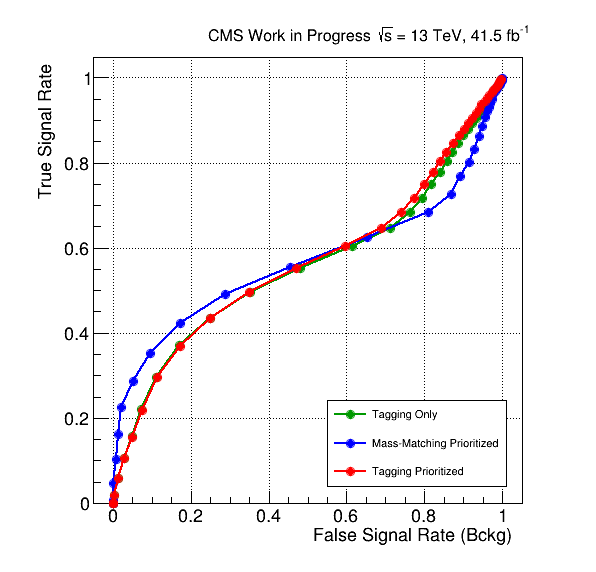 CMS Work in Progress √s = 13 TeV, 41.5 fb⁻¹
True Signal Rate
1
0.8
0.6
0.4
0.2
0
Tagging Only
Mass-Matching Prioritized
Tagging Prioritized
0 0.2 0.4 0.6 0.8 1
False Signal Rate (Bckg)